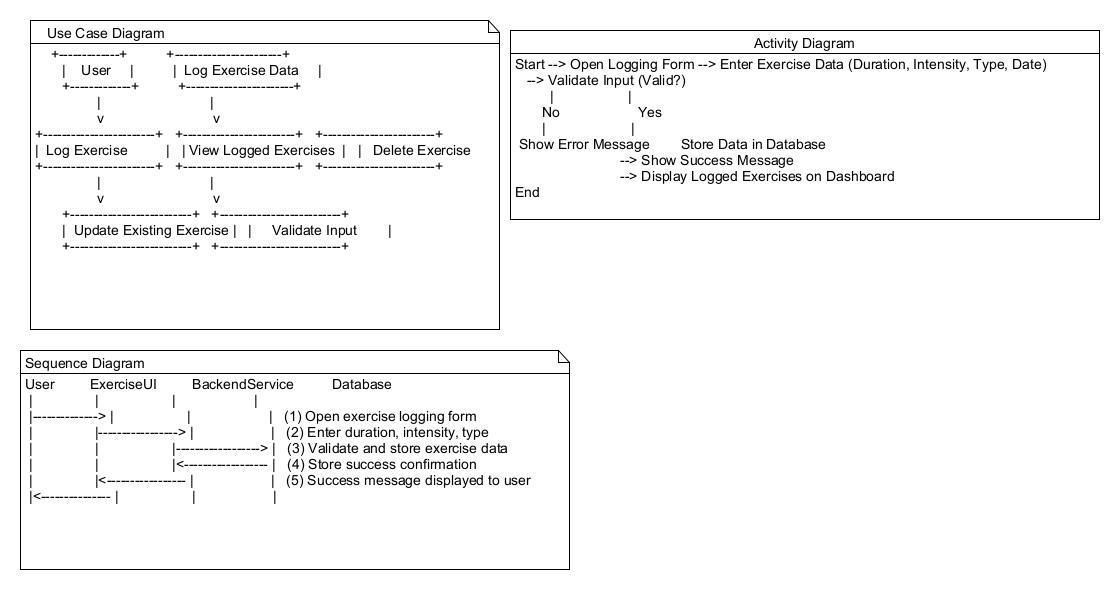 Use Case Diagram
+-------------+ +-----------------------+
| User | | Log Exercise Data |
+-------------+ +-----------------------+
| |
v v
+------------------------+ +------------------------+ +------------------------+
| Log Exercise | | View Logged Exercises | | Delete Exercise
+------------------------+ +------------------------+ +------------------------+
| |
v v
+--------------------------+ +--------------------------+
| Update Existing Exercise | | Validate Input |
+--------------------------+ +--------------------------+
Activity Diagram
Start --> Open Logging Form --> Enter Exercise Data (Duration, Intensity, Type, Date)
--> Validate Input (Valid?)
| |
No Yes
| |
Show Error Message Store Data in Database
--> Show Success Message
--> Display Logged Exercises on Dashboard
End
Sequence Diagram
User ExerciseUI BackendService Database
| | | |
|--------------> | | | (1) Open exercise logging form
| |-----------------> | | (2) Enter duration, intensity, type
| | |------------------> | (3) Validate and store exercise data
| | |<------------------ | (4) Store success confirmation
| |<----------------- | | (5) Success message displayed to user
|<--------------- | | |